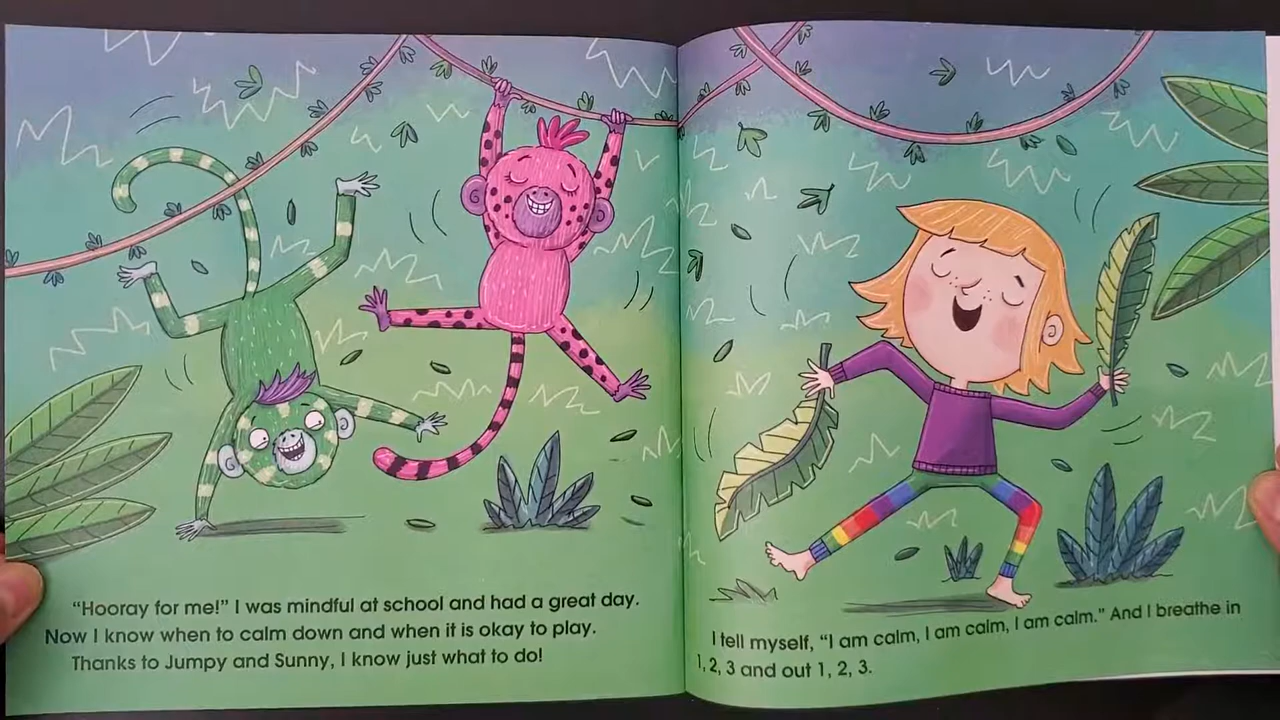 "Hooray for me!" I was mindful at school and had a great day.
Now I know when to calm down and when it is okay to play.
Thanks to Jumpy and Sunny, I know just what to do!
I tell myself, "I am calm, I am calm, I am calm." And I breathe in
1, 2, 3 and out 1, 2, 3.